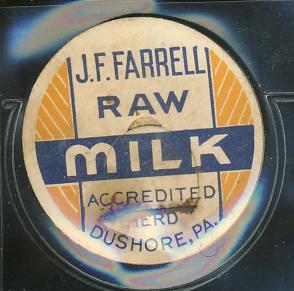 J.F. FARRELL
RAW
MILK
ACCREDITED
HERD
DUSHORE, PA.